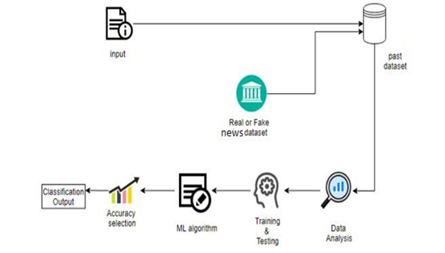 input
past
dataset
Real or Fake
news dataset
Classification
Output
Accuracy
selection
ML algorithm
Training
&
Testing
Data
Analysis